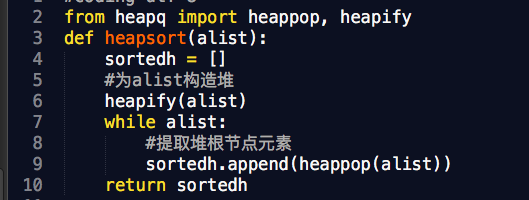 1
2 from heapq import heappop, heapify
3 def heapsort(alist):
4     sortedh = []
5     #为alist构造堆
6     heapify(alist)
7     while alist:
8         #提取堆根节点元素
9         sortedh.append(heappop(alist))
10     return sortedh